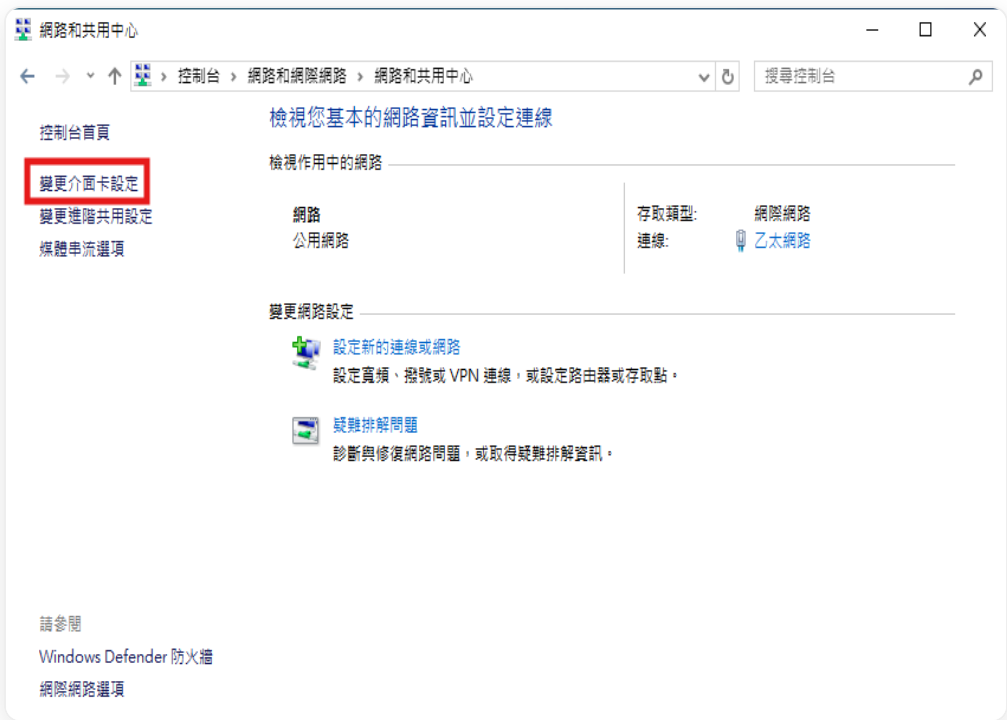 網路和共用中心
控制台 › 網路和網際網路 › 網路和共用中心
搜尋控制台
控制台首頁
變更介面卡設定
變更進階共用設定
媒體串流選項
檢視您基本的網路資訊並設定連線
檢視作用中的網路
網路
公用網路
存取類型: 網際網路
連線: 乙太網路
變更網路設定
設定新的連線或網路
設定寬頻、撥號或 VPN 連線，或設定路由器或存取點。
疑難排解問題
診斷與修復網路問題，或取得疑難排解資訊。
請參閱
Windows Defender 防火牆
網際網路選項